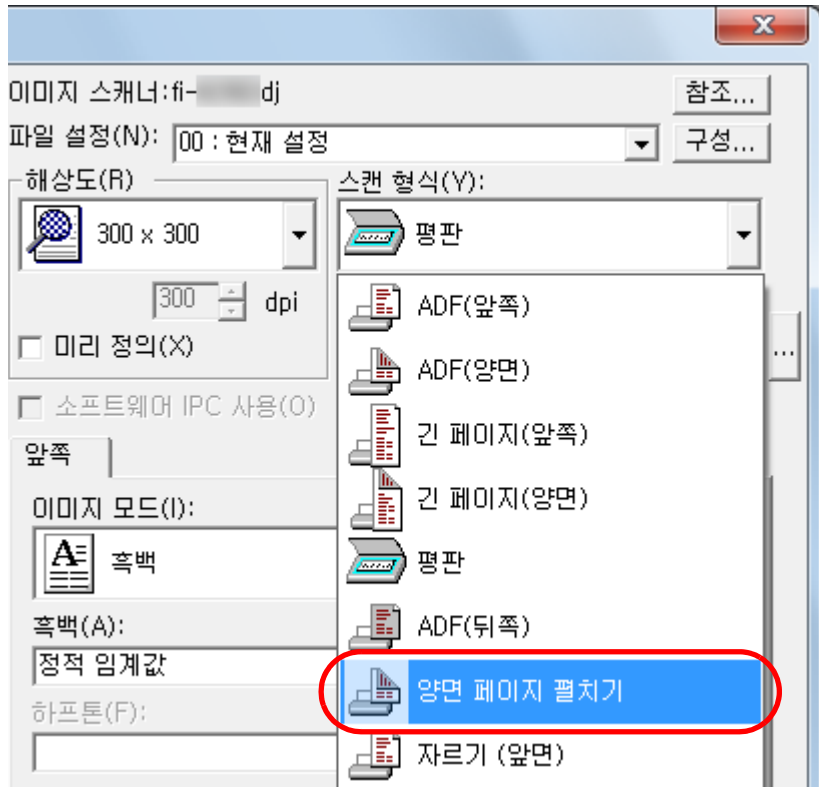 이미지 스캐너:fi- dj
참조...
파일 설정(N):
00 : 현재 설정
구성...
해상도(R)
300 x 300
300 dpi
미리 정의(X)
스캔 형식(Y):
평판
ADF(앞쪽)
ADF(양면)
긴 페이지(앞쪽)
긴 페이지(양면)
평판
ADF(뒤쪽)
양면 페이지 펼치기
자르기 (앞면)
...
소프트웨어 IPC 사용(O)
앞쪽
이미지 모드(I):
흑백
흑백(A):
정적 임계값
하프톤(F):